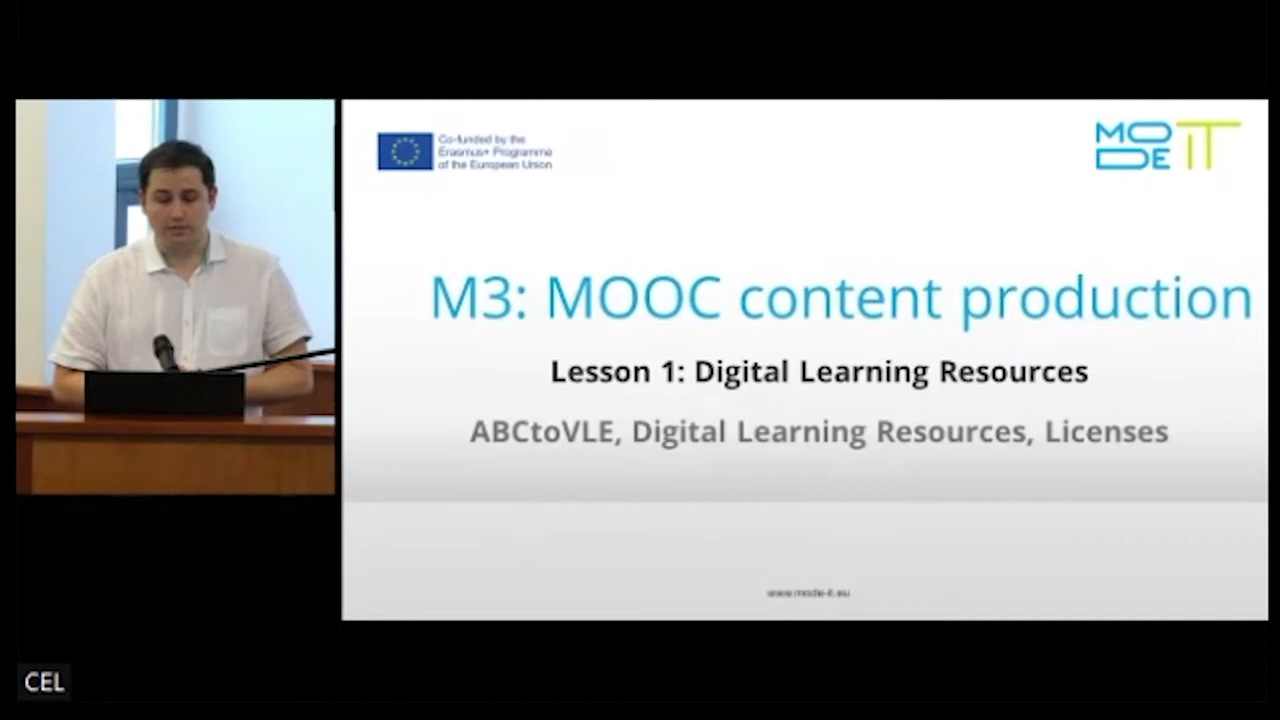 Co-funded by the
Erasmus+ Programme
of the European Union
MO
DE IT
M3: MOOC content production
Lesson 1: Digital Learning Resources
ABCtoVLE, Digital Learning Resources, Licenses
www.mode-it.eu
CEL